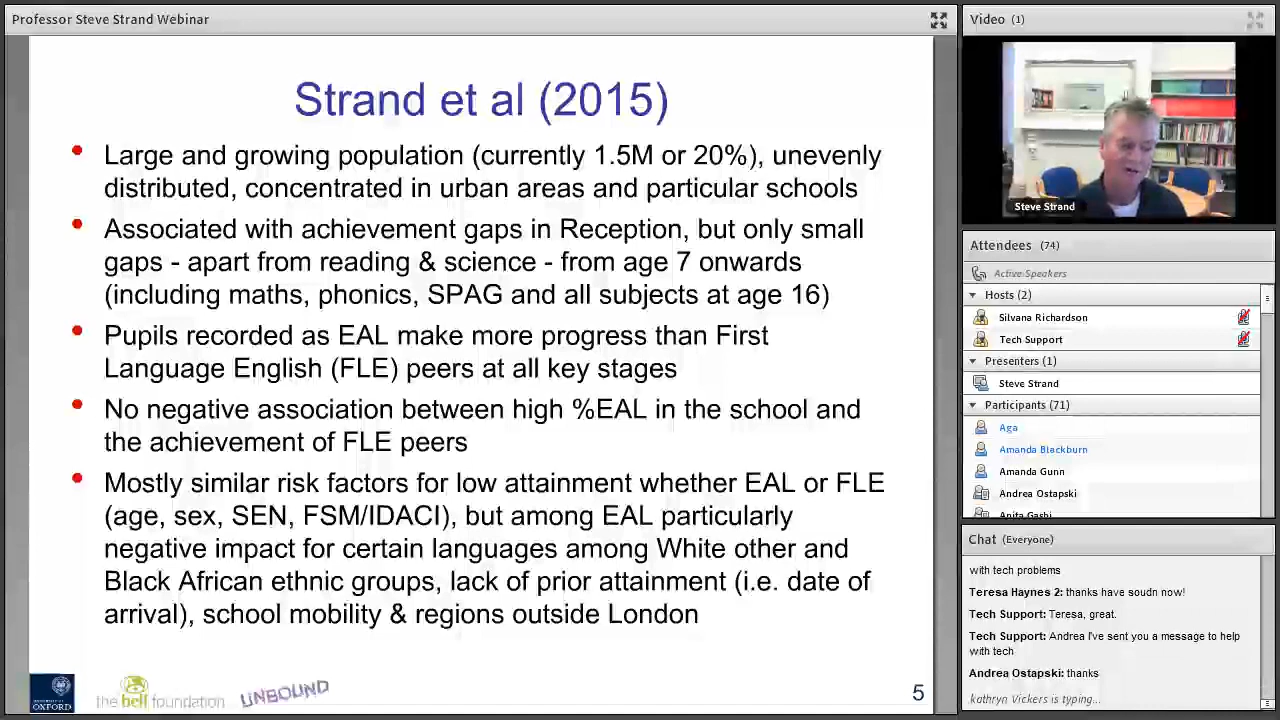 Professor Steve Strand Webinar
Strand et al (2015)
Large and growing population (currently 1.5M or 20%), unevenly
distributed, concentrated in urban areas and particular schools
Associated with achievement gaps in Reception, but only small
gaps - apart from reading & science - from age 7 onwards
(including maths, phonics, SPAG and all subjects at age 16)
Pupils recorded as EAL make more progress than First
Language English (FLE) peers at all key stages
No negative association between high %EAL in the school and
the achievement of FLE peers
Mostly similar risk factors for low attainment whether EAL or FLE
(age, sex, SEN, FSM/IDACI), but among EAL particularly
negative impact for certain languages among White other and
Black African ethnic groups, lack of prior attainment (i.e. date of
arrival), school mobility & regions outside London
OXFORD
the bell foundation
UNBOUND
5
Video (1)
Steve Strand
Attendees (74)
Active Speakers
Hosts (2)
Silvana Richardson
Tech Support
Presenters (1)
Steve Strand
Participants (71)
Aga
Amanda Blackburn
Amanda Gunn
Andrea Ostapski
Anita Gashi
Chat (Everyone)
with tech problems
Teresa Haynes 2: thanks have soudn now!
Tech Support: Teresa, great.
Tech Support: Andrea I've sent you a message to help
with tech
Andrea Ostapski: thanks
kathryn Vickers is typing...